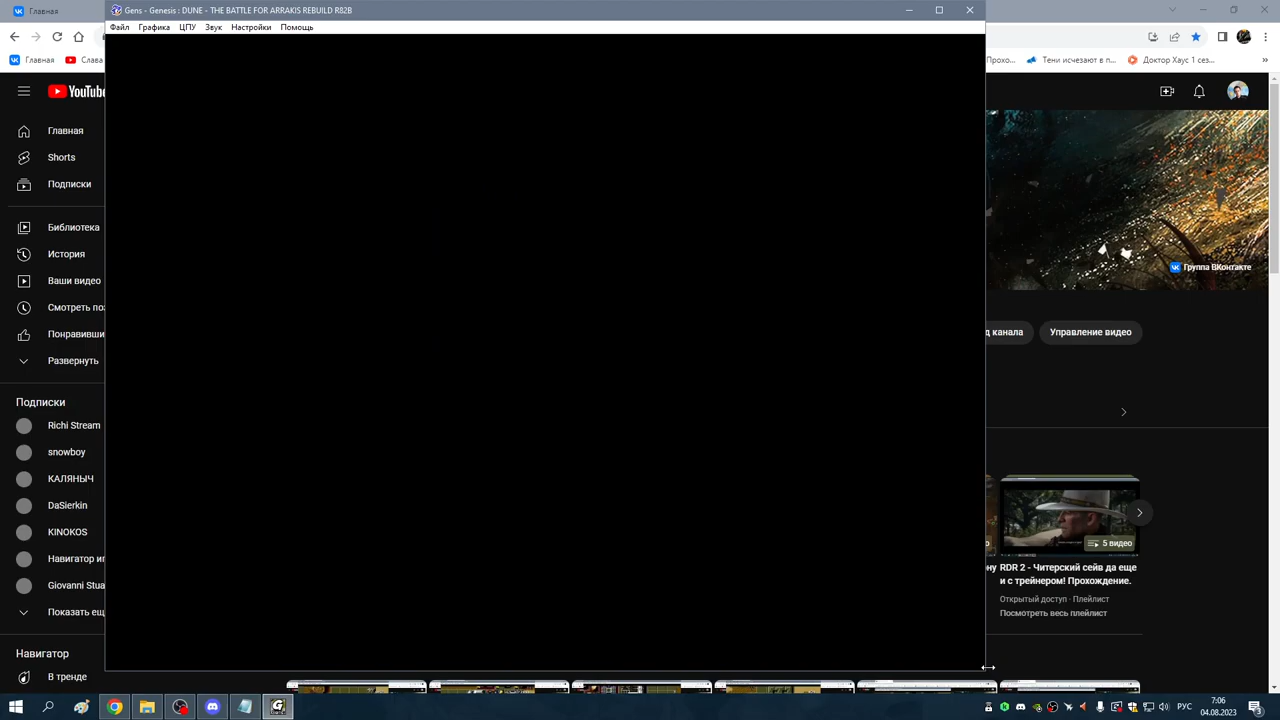 Главная
Gens - Genesis : DUNE - THE BATTLE FOR ARRAKIS REBUILD R82B
Файл Графика ЦПУ Звук Настройки Помощь
Главная Слава
Прохо... Тени исчезают в п... Доктор Хаус 1 сез... »
YouTube
Главная
Shorts
Подписки
Библиотека
История
Группа ВКонтакте
Ваши видео
Смотреть по
Понравивши
д канала Управление видео
Развернуть
Подписки
Richi Stream
snowboy
КАЛЯНЫЧ
DaSierkin
KINOKOS
5 видео
Навигатор иг
ну RDR 2 - Читерский сейв да еще
и с трейнером! Прохождение.
Giovanni Stua
Открытый доступ · Плейлист
Показать ещ
Посмотреть весь плейлист
Навигатор
В тренде
РУС
7:06
04.08.2023